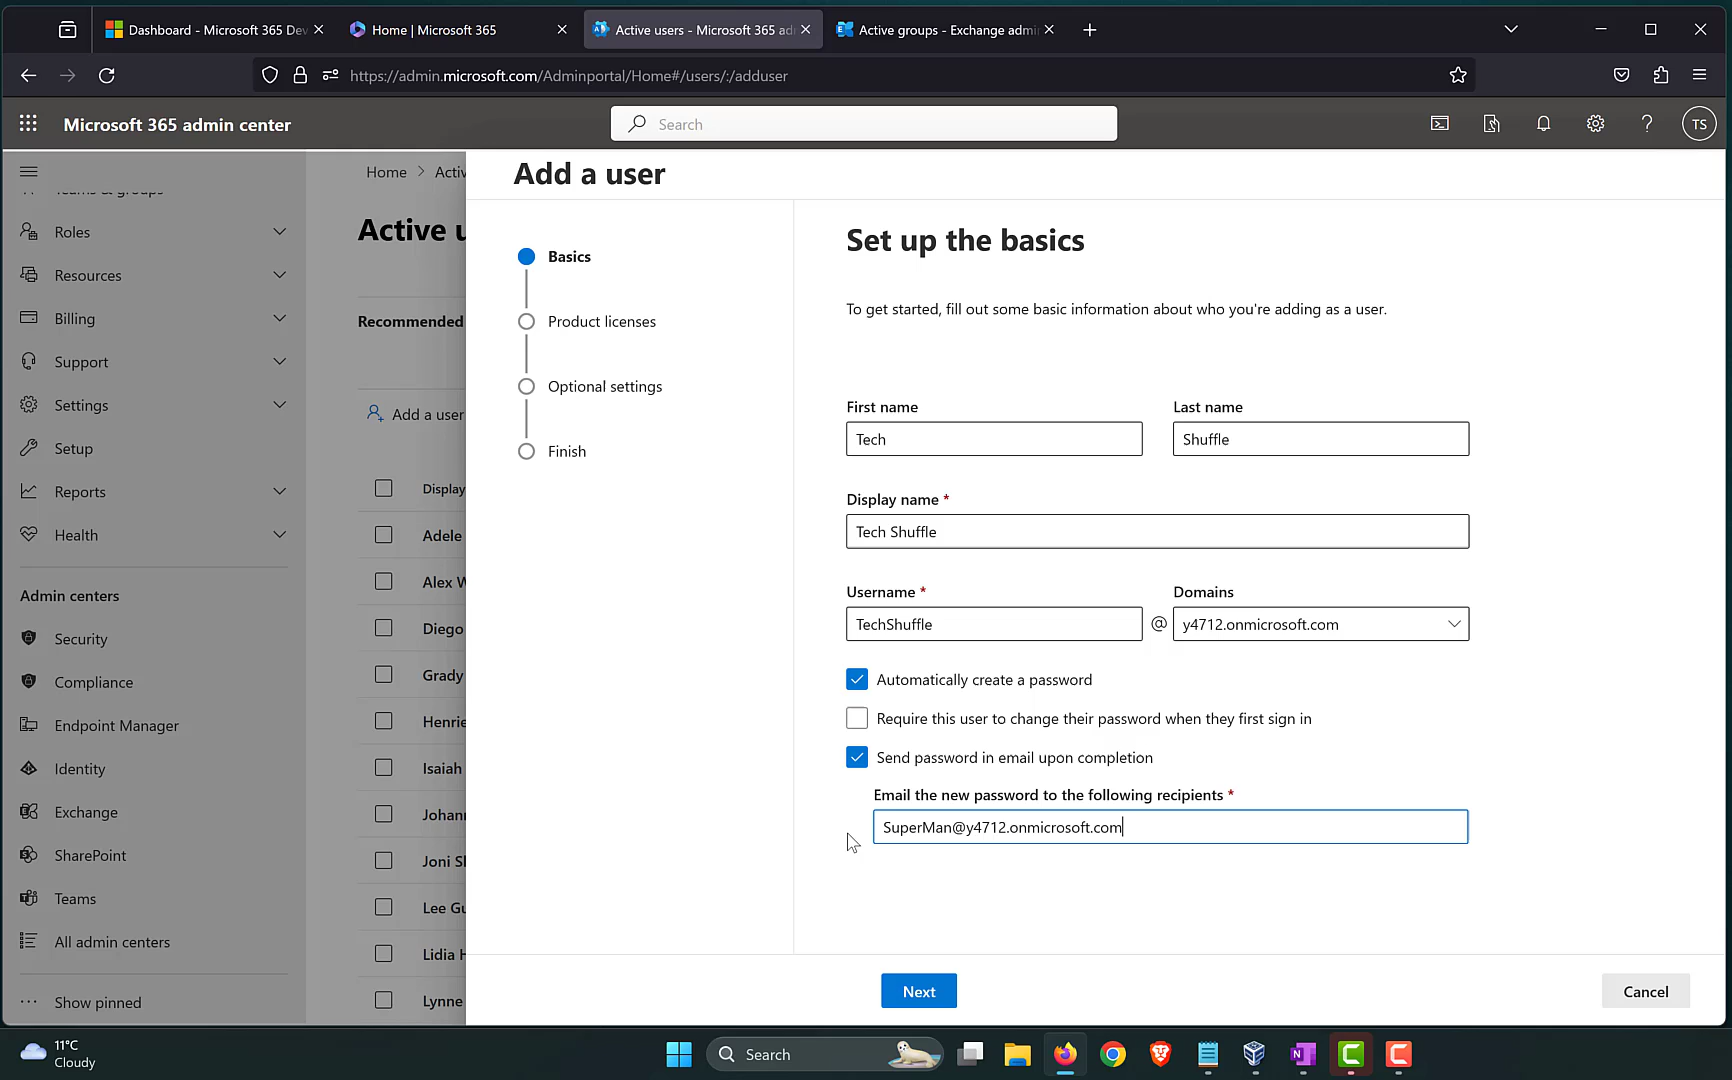 Dashboard - Microsoft 365 Dev
Home | Microsoft 365
Active users - Microsoft 365 ad
Active groups - Exchange admi
https://admin.microsoft.com/Adminportal/Home#/users/:/adduser
Microsoft 365 admin center
Search
TS
Teams & groups
Roles
Resources
Billing
Support
Settings
Setup
Reports
Health
Admin centers
Security
Compliance
Endpoint Manager
Identity
Exchange
SharePoint
Teams
All admin centers
Show pinned
Home > Activ
Active u
Recommended
Add a user
Display
Adele
Alex W
Diego
Grady
Henrie
Isaiah
Johann
Joni Sh
Lee Gu
Lidia H
Lynne
Add a user
Basics
Product licenses
Optional settings
Finish
Set up the basics
To get started, fill out some basic information about who you're adding as a user.
First name
Last name
Tech
Shuffle
Display name *
Tech Shuffle
Username *
Domains
TechShuffle
@
y4712.onmicrosoft.com
Automatically create a password
Require this user to change their password when they first sign in
Send password in email upon completion
Email the new password to the following recipients *
SuperMan@y4712.onmicrosoft.com
Next
Cancel
11°C
Cloudy
Search